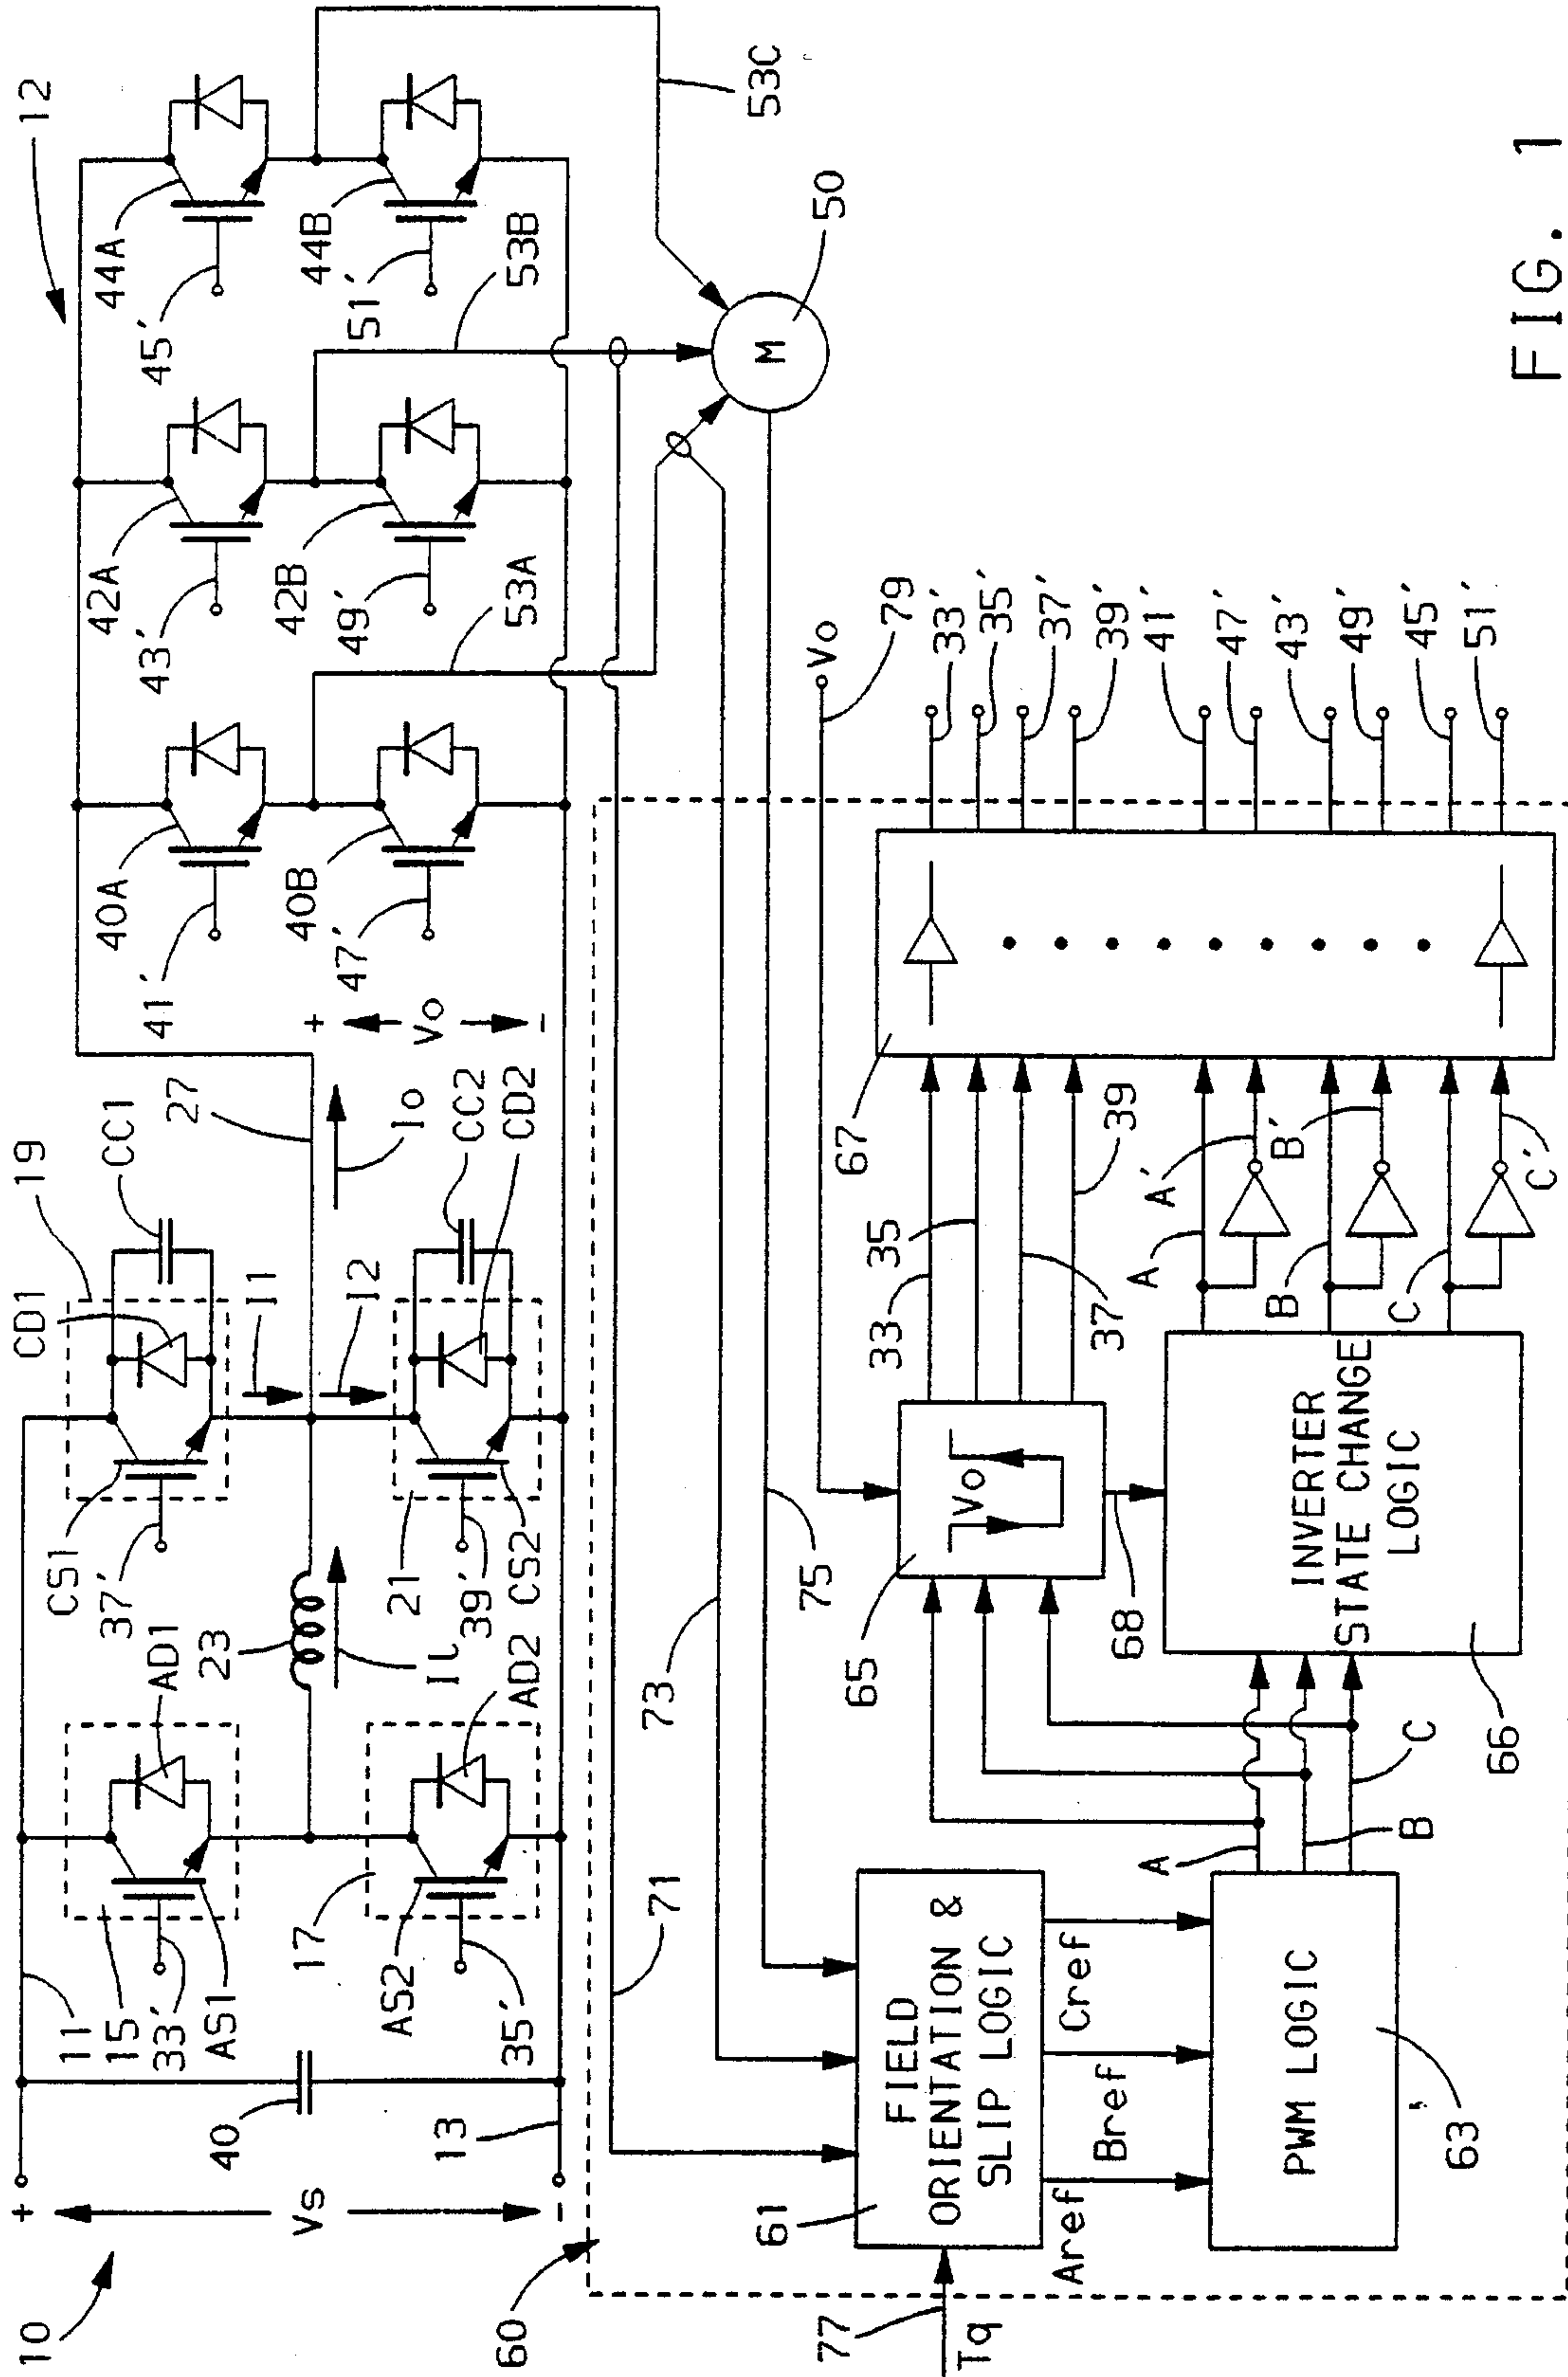 10
+
Vs
-
11
15
33'
AS1
40
13
17
AS2
35'
AD1
23
IL
AD2
CS1
37'
21
39'
CS2
CD1
19
CC1
I1
I2
27
Io
CC2
CD2
+
Vo
-
12
40A
41'
40B
47'
42A
43'
42B
49'
53A
44A
45'
44B
51'
53B
53C
M
50
60
71
73
75
Vo
79
77
Tq
61
FIELD
ORIENTATION &
SLIP LOGIC
Aref
Bref
Cref
PWM LOGIC
63
A
B
C
65
Vo
68
INVERTER
STATE CHANGE
LOGIC
66
33
35
37
39
A
A'
B
B'
C
C'
67
33'
35'
37'
39'
41'
47'
43'
49'
45'
51'
FIG. 1